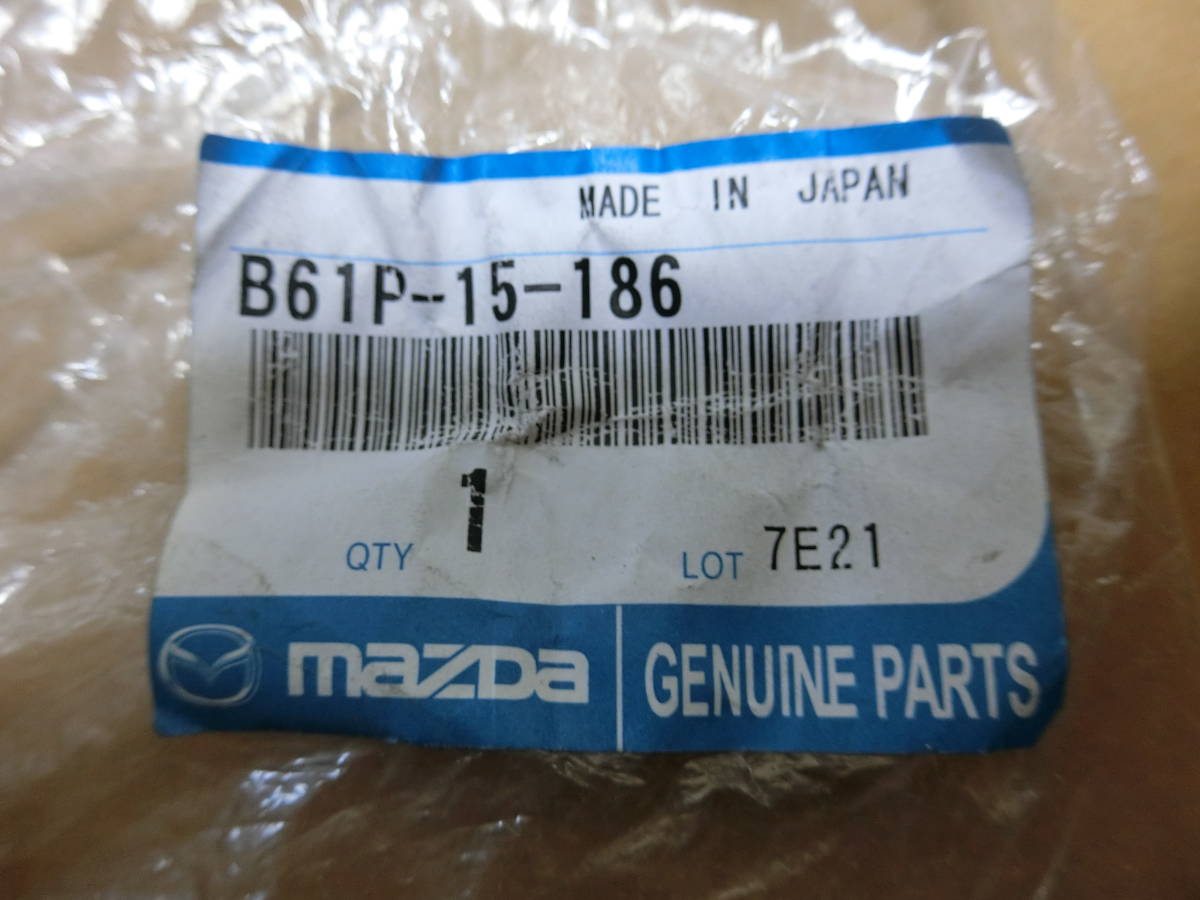 MADE IN JAPAN
B61P-15-186
QTY 1 LOT 7E21
mazda GENUINE PARTS